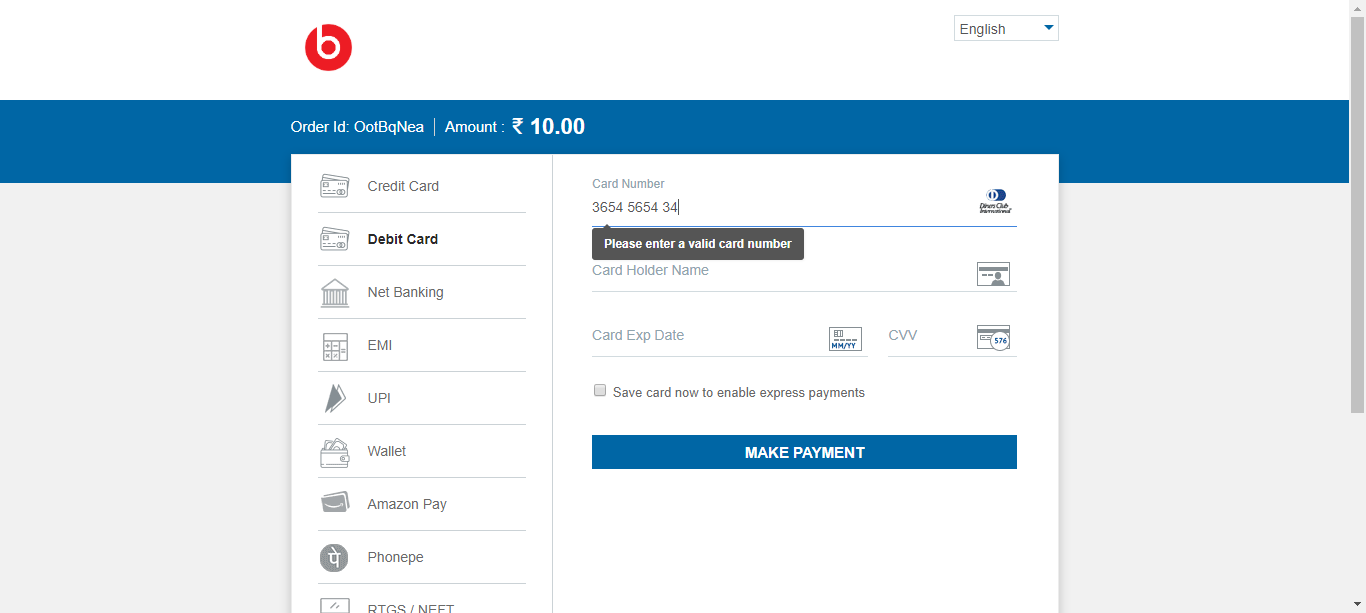 b
English
Order Id: OotBqNea | Amount : ₹ 10.00
Credit Card
Debit Card
Net Banking
EMI
UPI
Wallet
Amazon Pay
पे
Phonepe
RTGS / NEFT
Card Number
3654 5654 34
Diners Club
International
Please enter a valid card number
Card Holder Name
Card Exp Date
MM/YY
CVV
576
Save card now to enable express payments
MAKE PAYMENT